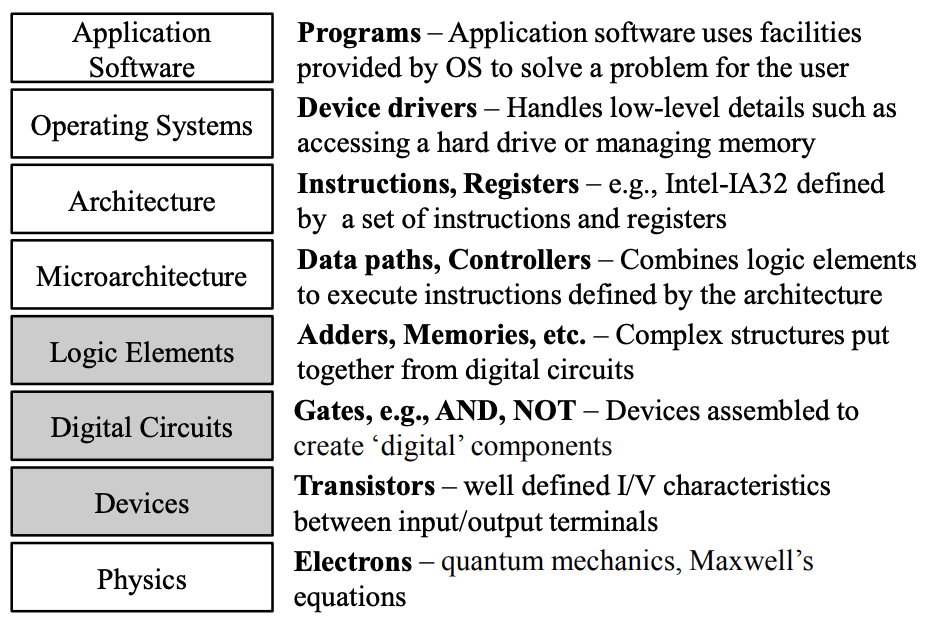 Application
Software
Programs – Application software uses facilities
provided by OS to solve a problem for the user
Operating Systems
Device drivers – Handles low-level details such as
accessing a hard drive or managing memory
Architecture
Instructions, Registers – e.g., Intel-IA32 defined
by a set of instructions and registers
Microarchitecture
Data paths, Controllers – Combines logic elements
to execute instructions defined by the architecture
Logic Elements
Adders, Memories, etc. – Complex structures put
together from digital circuits
Digital Circuits
Gates, e.g., AND, NOT – Devices assembled to
create ‘digital’ components
Devices
Transistors – well defined I/V characteristics
between input/output terminals
Physics
Electrons – quantum mechanics, Maxwell’s
equations